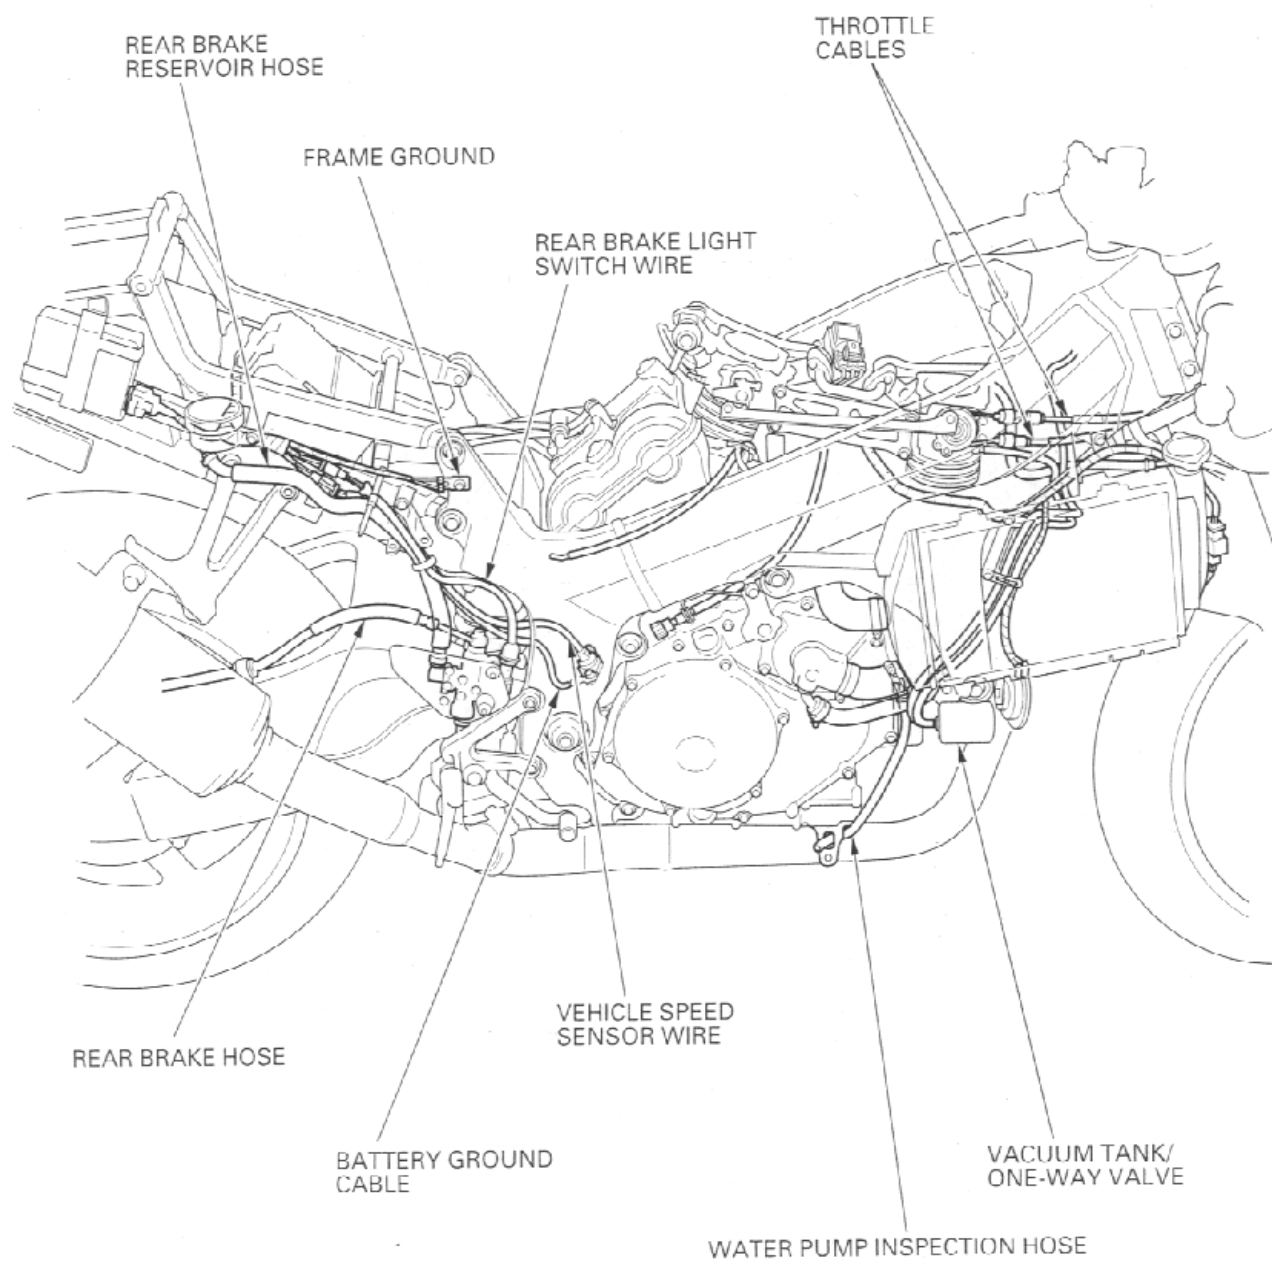 THROTTLE
CABLES
REAR BRAKE
RESERVOIR HOSE
FRAME GROUND
REAR BRAKE LIGHT
SWITCH WIRE
VEHICLE SPEED
SENSOR WIRE
REAR BRAKE HOSE
BATTERY GROUND
CABLE
VACUUM TANK/
ONE-WAY VALVE
WATER PUMP INSPECTION HOSE